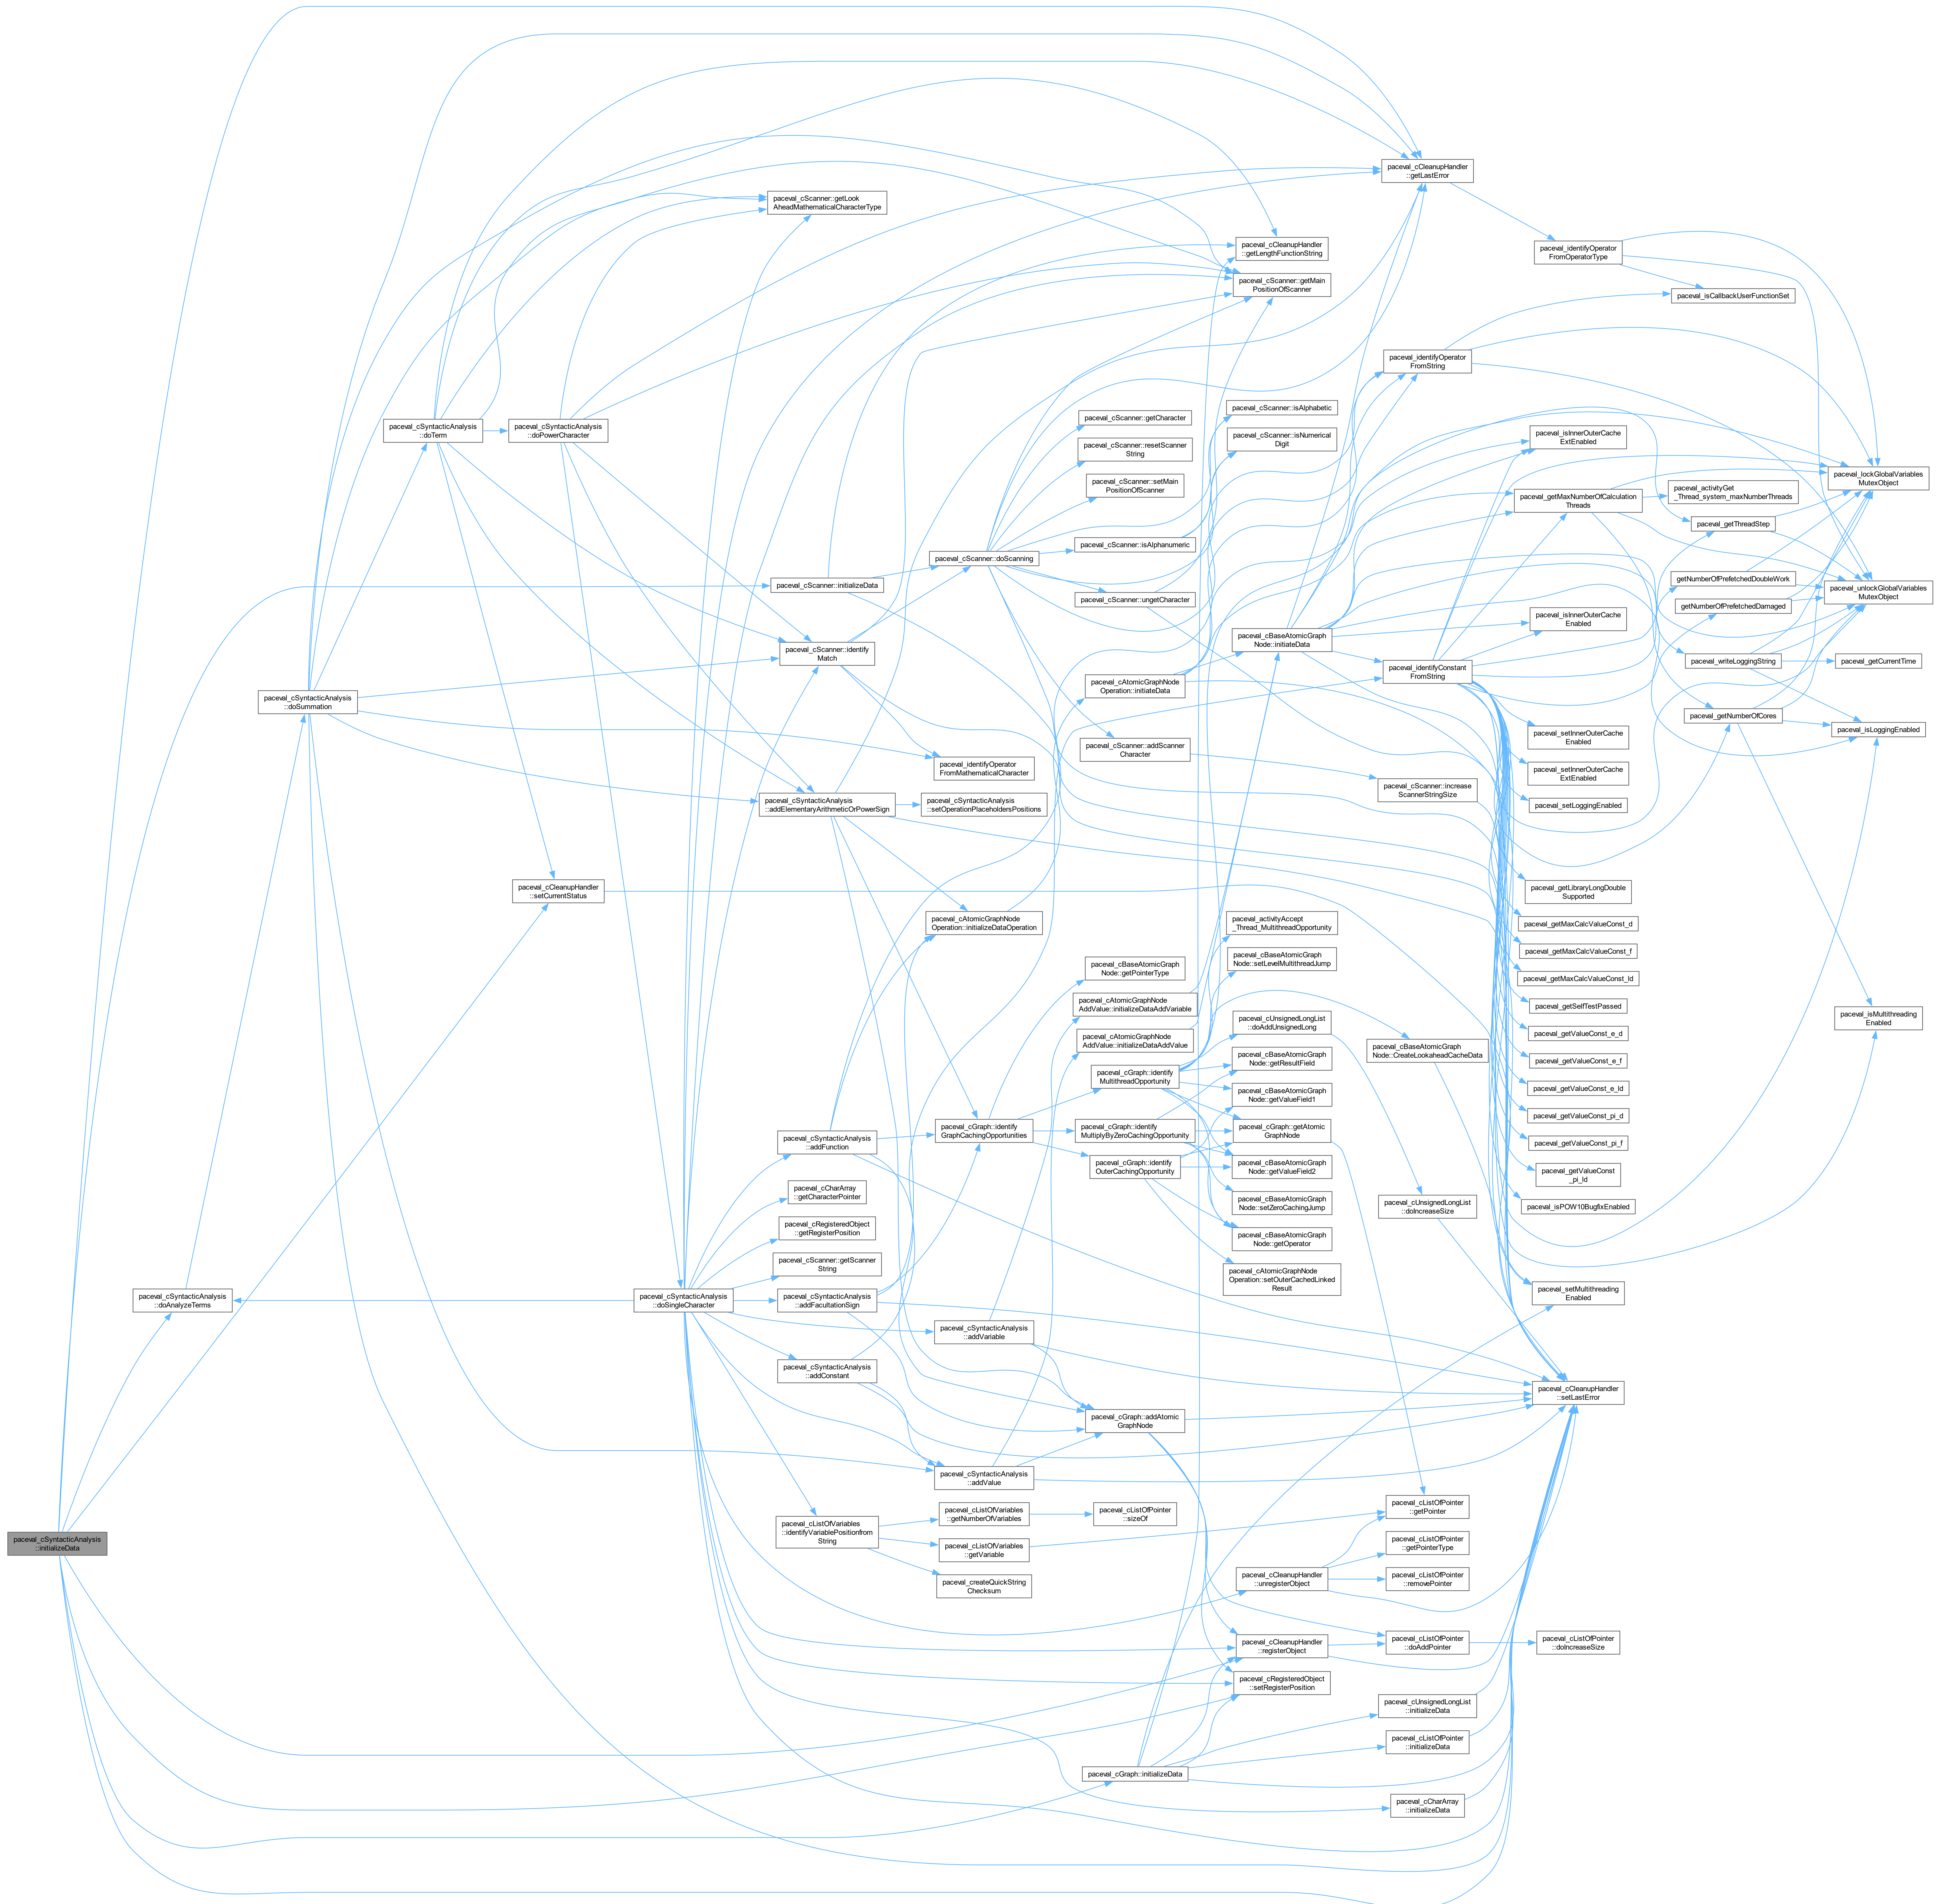 paceval_cSyntacticAnalysis
::initializeData
paceval_cSyntacticAnalysis
::doAnalyzeTerms
paceval_cSyntacticAnalysis
::doSummation
paceval_cSyntacticAnalysis
::doTerm
paceval_cCleanupHandler
::setCurrentStatus
paceval_cSyntacticAnalysis
::doPowerCharacter
paceval_cSyntacticAnalysis
::doSingleCharacter
paceval_cScanner::getLook
AheadMathematicalCharacterType
paceval_cScanner::initializeData
paceval_cScanner::identify
Match
paceval_cSyntacticAnalysis
::addElementaryArithmeticOrPowerSign
paceval_cSyntacticAnalysis
::addFunction
paceval_cCharArray
::getCharacterPointer
paceval_cRegisteredObject
::getRegisterPosition
paceval_cScanner::getScanner
String
paceval_cSyntacticAnalysis
::addFacultationSign
paceval_cSyntacticAnalysis
::addConstant
paceval_cListOfVariables
::identifyVariablePositionfrom
String
paceval_cScanner::doScanning
paceval_identifyOperator
FromMathematicalCharacter
paceval_cSyntacticAnalysis
::setOperationPlaceholdersPositions
paceval_cAtomicGraphNode
Operation::initializeDataOperation
paceval_cGraph::identify
GraphCachingOpportunities
paceval_cSyntacticAnalysis
::addVariable
paceval_cSyntacticAnalysis
::addValue
paceval_cListOfVariables
::getNumberOfVariables
paceval_cListOfVariables
::getVariable
paceval_createQuickString
Checksum
paceval_cScanner::getCharacter
paceval_cScanner::resetScanner
String
paceval_cScanner::setMain
PositionOfScanner
paceval_cScanner::isAlphanumeric
paceval_cScanner::ungetCharacter
paceval_cAtomicGraphNode
Operation::initiateData
paceval_cScanner::addScanner
Character
paceval_cBaseAtomicGraph
Node::getPointerType
paceval_cAtomicGraphNode
AddValue::initializeDataAddVariable
paceval_cAtomicGraphNode
AddValue::initializeDataAddValue
paceval_cGraph::identify
MultithreadOpportunity
paceval_cGraph::identify
MultiplyByZeroCachingOpportunity
paceval_cGraph::identify
OuterCachingOpportunity
paceval_cGraph::addAtomic
GraphNode
paceval_cListOfPointer
::sizeOf
paceval_cGraph::initializeData
paceval_cCleanupHandler
::getLengthFunctionString
paceval_cScanner::getMain
PositionOfScanner
paceval_cScanner::isAlphabetic
paceval_cScanner::isNumerical
Digit
paceval_cBaseAtomicGraph
Node::initiateData
paceval_activityAccept
_Thread_MultithreadOpportunity
paceval_cBaseAtomicGraph
Node::setLevelMultithreadJump
paceval_cUnsignedLongList
::doAddUnsignedLong
paceval_cBaseAtomicGraph
Node::getResultField
paceval_cBaseAtomicGraph
Node::getValueField1
paceval_cGraph::getAtomic
GraphNode
paceval_cBaseAtomicGraph
Node::getValueField2
paceval_cBaseAtomicGraph
Node::setZeroCachingJump
paceval_cBaseAtomicGraph
Node::getOperator
paceval_cAtomicGraphNode
Operation::setOuterCachedLinked
Result
paceval_cCleanupHandler
::unregisterObject
paceval_cCleanupHandler
::registerObject
paceval_cRegisteredObject
::setRegisterPosition
paceval_cCleanupHandler
::getLastError
paceval_identifyOperator
FromString
paceval_identifyConstant
FromString
paceval_cScanner::increase
ScannerStringSize
paceval_cBaseAtomicGraph
Node::CreateLookaheadCacheData
paceval_cUnsignedLongList
::doIncreaseSize
paceval_cListOfPointer
::getPointer
paceval_cListOfPointer
::getPointerType
paceval_cListOfPointer
::removePointer
paceval_cListOfPointer
::doAddPointer
paceval_cUnsignedLongList
::initializeData
paceval_cListOfPointer
::initializeData
paceval_cCharArray
::initializeData
paceval_identifyOperator
FromOperatorType
paceval_isInnerOuterCache
ExtEnabled
paceval_getMaxNumberOfCalculation
Threads
paceval_isInnerOuterCache
Enabled
paceval_setInnerOuterCache
Enabled
paceval_setInnerOuterCache
ExtEnabled
paceval_setLoggingEnabled
paceval_getLibraryLongDouble
Supported
paceval_getMaxCalcValueConst_d
paceval_getMaxCalcValueConst_f
paceval_getMaxCalcValueConst_ld
paceval_getSelfTestPassed
paceval_getValueConst_e_d
paceval_getValueConst_e_f
paceval_getValueConst_e_ld
paceval_getValueConst_pi_d
paceval_getValueConst_pi_f
paceval_getValueConst
_pi_ld
paceval_isPOW10BugfixEnabled
paceval_setMultithreading
Enabled
paceval_cCleanupHandler
::setLastError
paceval_cListOfPointer
::doIncreaseSize
paceval_isCallbackUserFunctionSet
paceval_activityGet
_Thread_system_maxNumberThreads
paceval_getThreadStep
getNumberOfPrefetchedDoubleWork
getNumberOfPrefetchedDamaged
paceval_writeLoggingString
paceval_getNumberOfCores
paceval_lockGlobalVariables
MutexObject
paceval_unlockGlobalVariables
MutexObject
paceval_getCurrentTime
paceval_isLoggingEnabled
paceval_isMultithreading
Enabled